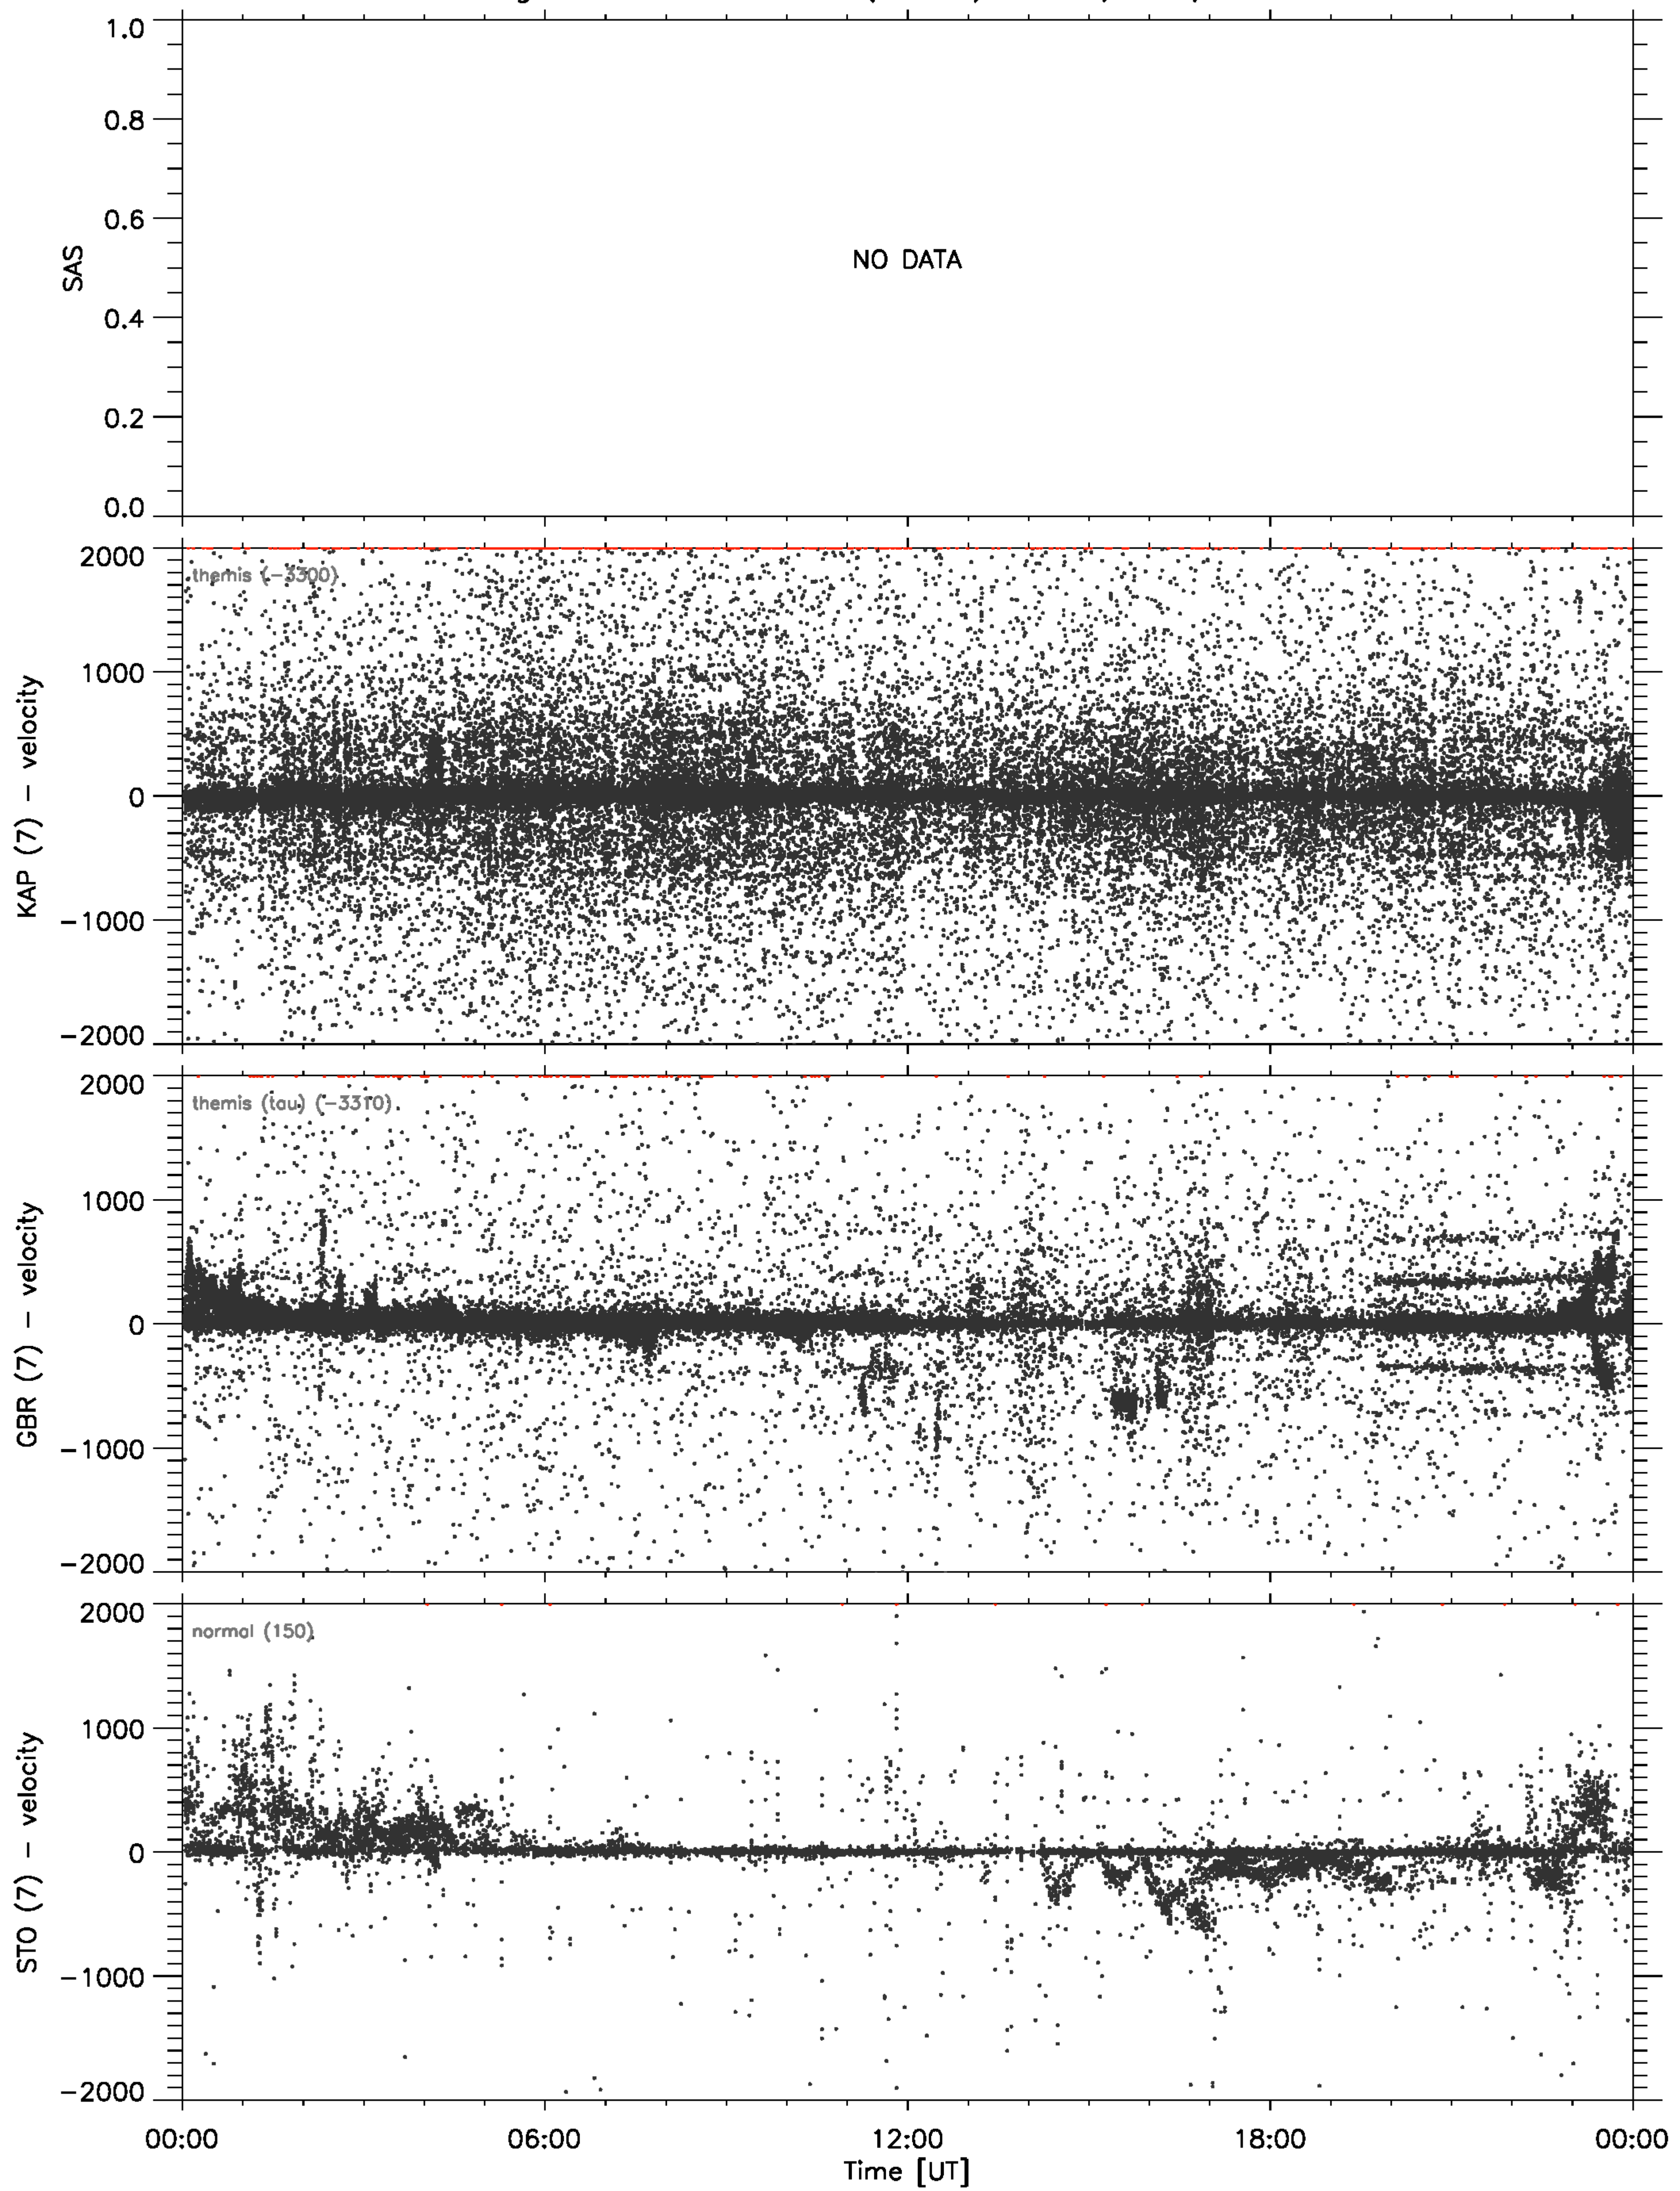 1.0
0.8
0.6
0.4
0.2
0.0
SAS
NO DATA
2000
1000
0
−1000
−2000
KAP (7) − velocity
themis (−3300)
2000
1000
0
−1000
−2000
GBR (7) − velocity
themis (tau) (−3310)
2000
1000
0
−1000
−2000
STO (7) − velocity
normal (150)
00:00 06:00 12:00 18:00 00:00
Time [UT]